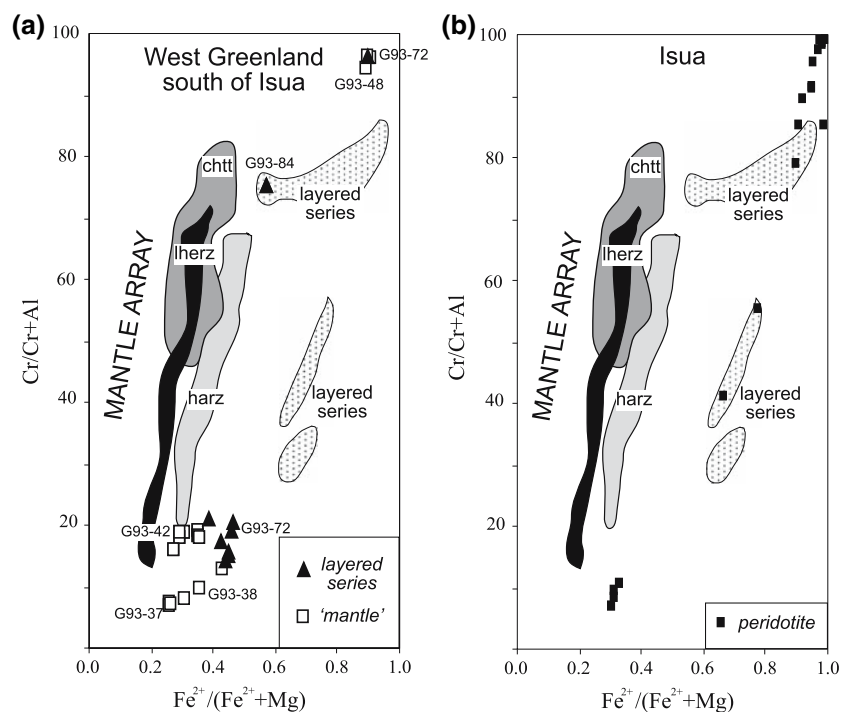 (a)
100
80
60
40
20
0
Cr/Cr+Al
West Greenland
south of Isua
G93-72
G93-48
G93-84
chtt
layered
series
lherz
MANTLE ARRAY
harz
layered
series
G93-42
G93-72
G93-38
G93-37
layered
series
'mantle'
0.0
0.2
0.4
0.6
0.8
1.0
Fe²⁺/(Fe²⁺+Mg)
(b)
100
80
60
40
20
0
Cr/Cr+Al
Isua
chtt
layered
series
lherz
MANTLE ARRAY
harz
layered
series
peridotite
0.0
0.2
0.4
0.6
0.8
1.0
Fe²⁺/(Fe²⁺+Mg)